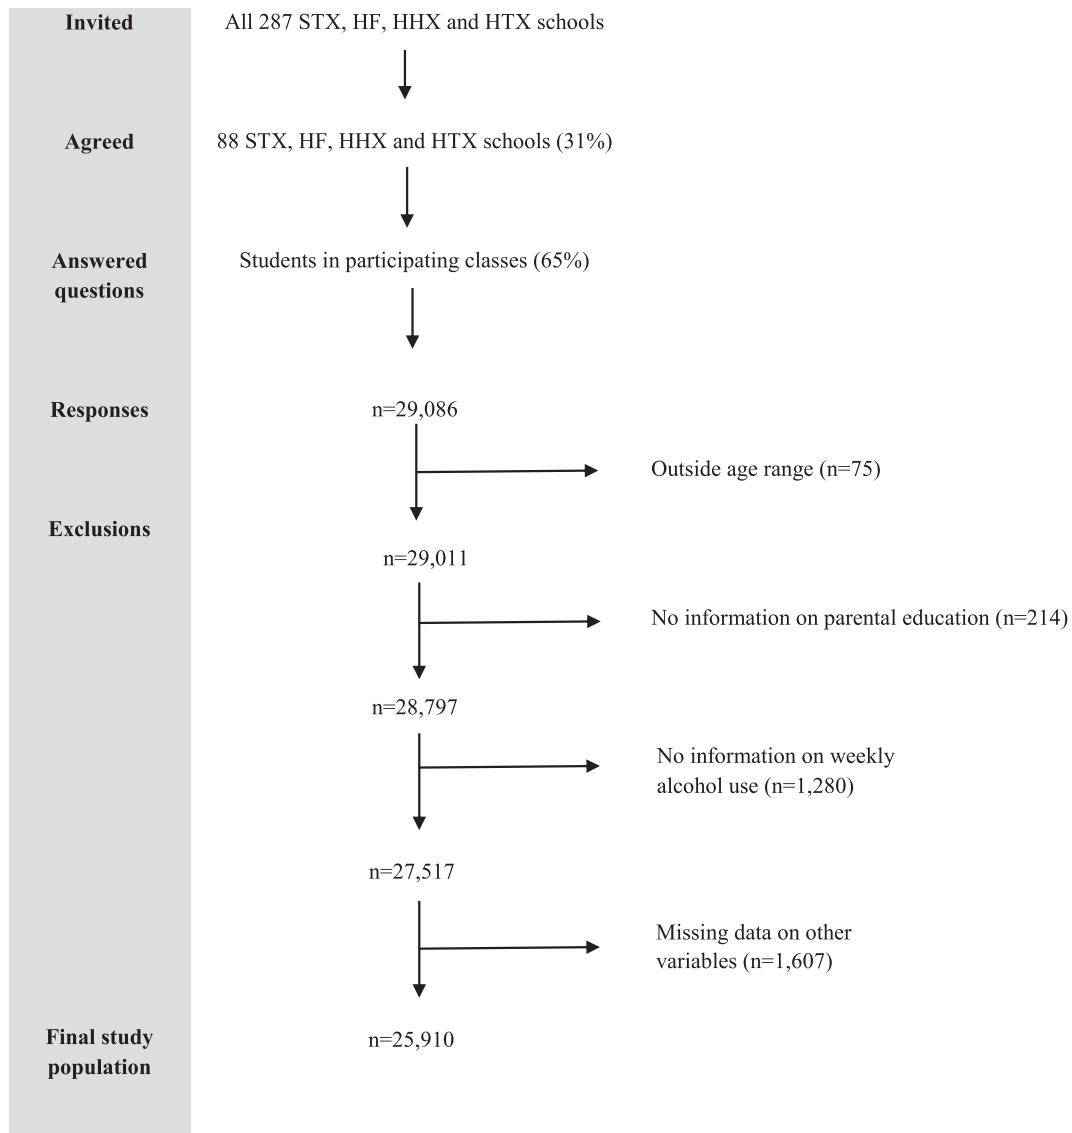 Invited
All 287 STX, HF, HHX and HTX schools
Agreed
88 STX, HF, HHX and HTX schools (31%)
Answered
questions
Students in participating classes (65%)
Responses
n=29,086
Outside age range (n=75)
Exclusions
n=29,011
No information on parental education (n=214)
n=28,797
No information on weekly
alcohol use (n=1,280)
n=27,517
Missing data on other
variables (n=1,607)
Final study
population
n=25,910